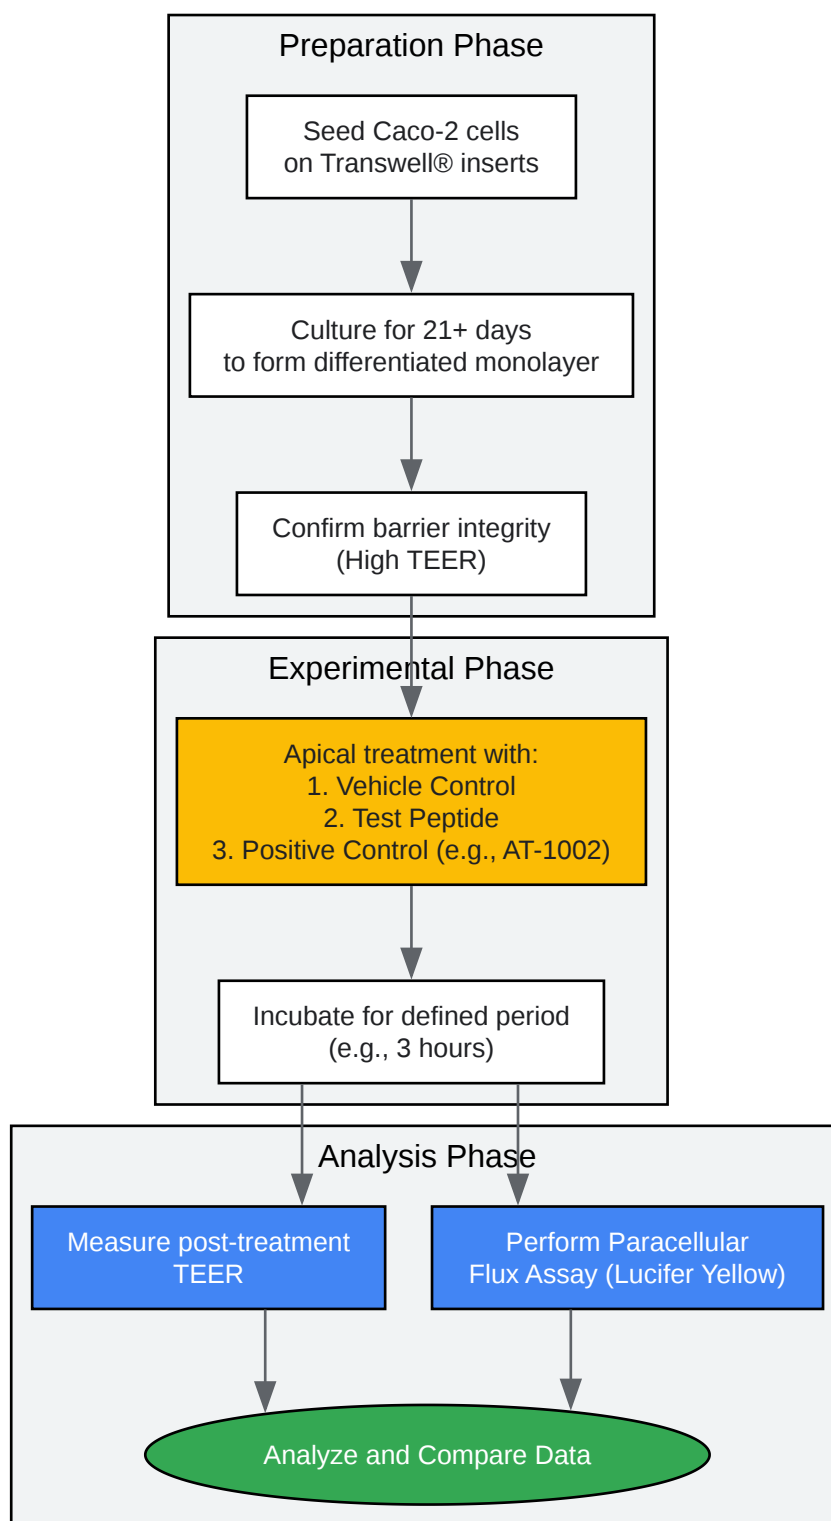 Preparation Phase
Seed Caco-2 cells
on Transwell® inserts
Culture for 21+ days
to form differentiated monolayer
Confirm barrier integrity
(High TEER)
Experimental Phase
Apical treatment with:
1. Vehicle Control
2. Test Peptide
3. Positive Control (e.g., AT-1002)
Incubate for defined period
(e.g., 3 hours)
Analysis Phase
Measure post-treatment
TEER
Perform Paracellular
Flux Assay (Lucifer Yellow)
Analyze and Compare Data